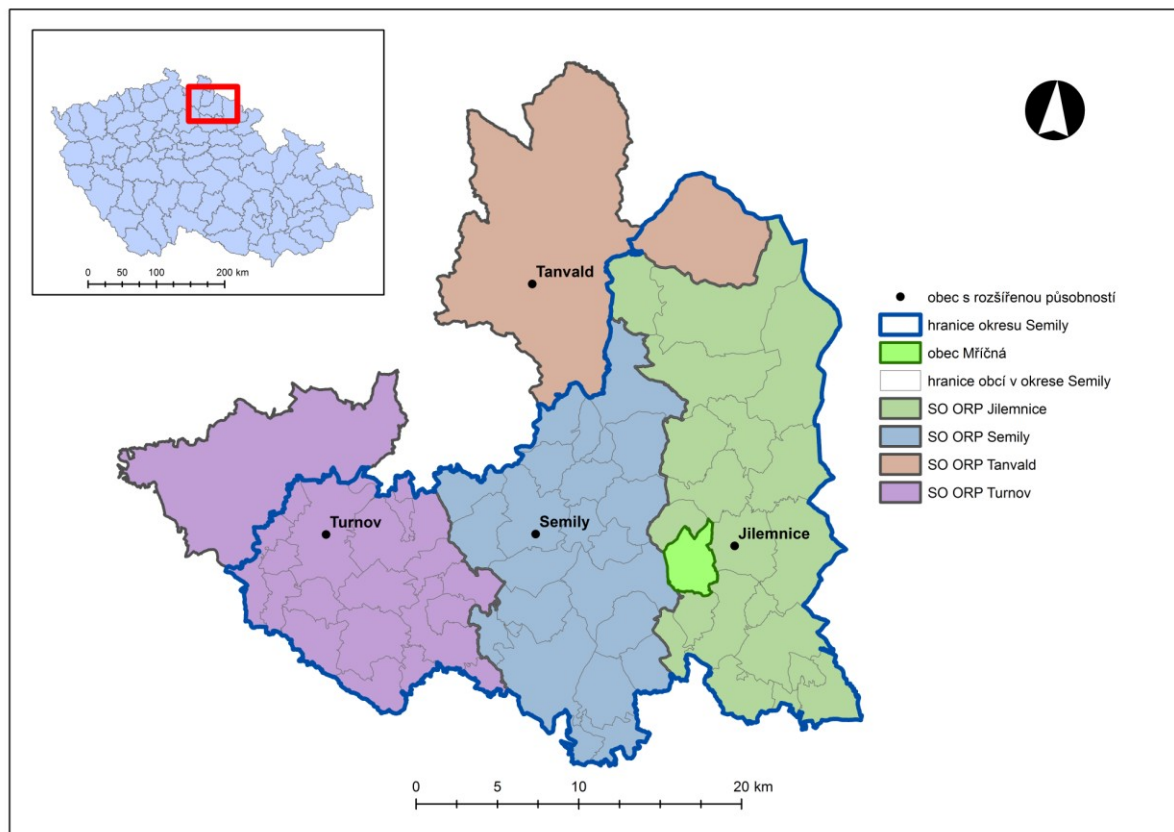 0 50 100 200 km
Tanvald
Turnov
Semily
Jilemnice
obec s rozšířenou působností
hranice okresu Semily
obec Mříčná
hranice obcí v okrese Semily
SO ORP Jilemnice
SO ORP Semily
SO ORP Tanvald
SO ORP Turnov
0 5 10 20 km